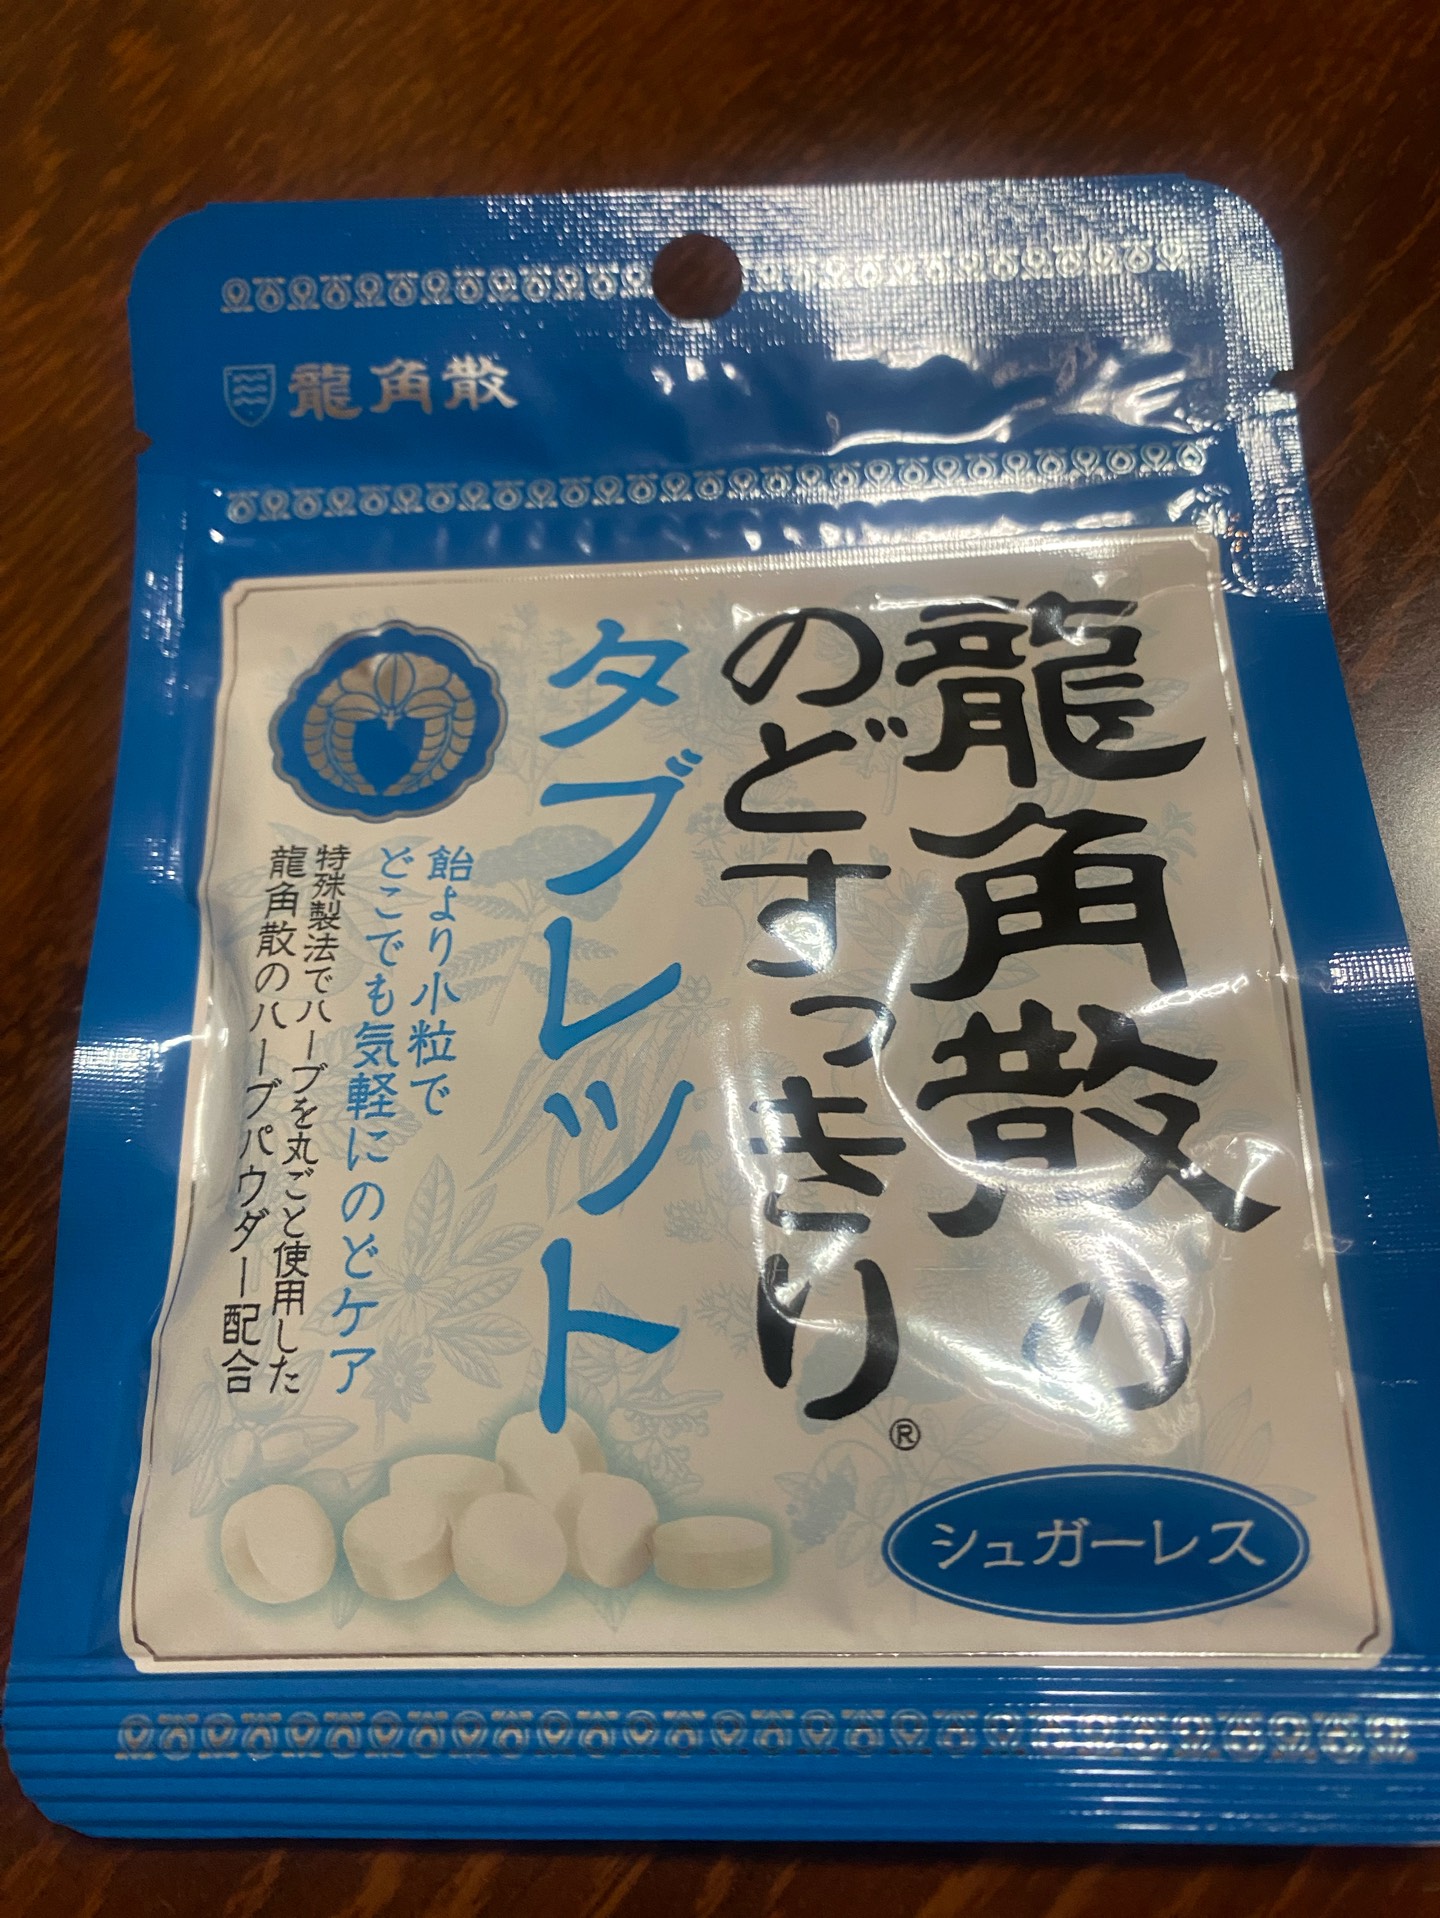 龍角散
龍角散の
のどすっきり®
タブレット
飴より小粒で
どこでも気軽にのどケア
特殊製法でハーブを丸ごと使用した
龍角散のハーブパウダー配合
シュガーレス